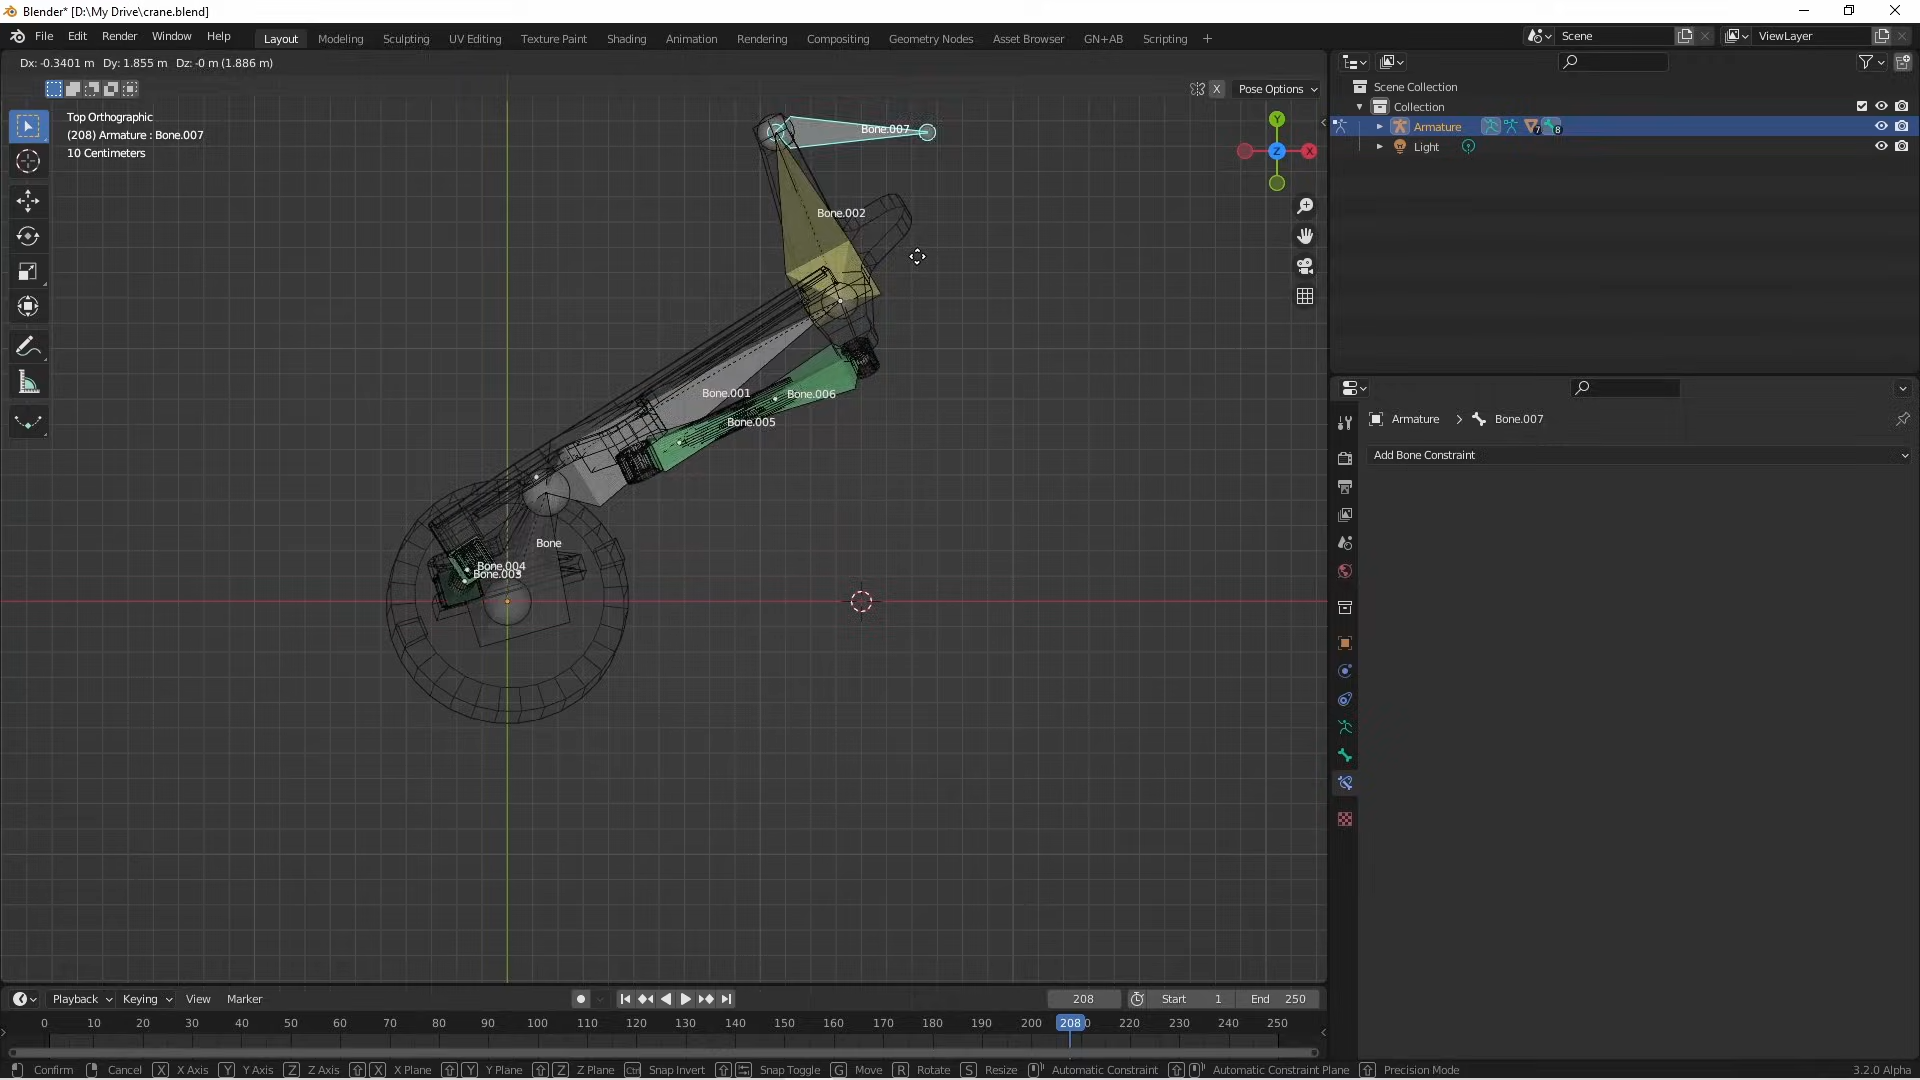 Blender* [D:\My Drive\crane.blend]
File Edit Render Window Help Layout Modeling Sculpting UV Editing Texture Paint Shading Animation Rendering Compositing Geometry Nodes Asset Browser GN+AB Scripting + Scene ViewLayer
Dx: -0.3401 m Dy: 1.855 m Dz: -0 m (1.886 m)
X Pose Options
Scene Collection
Collection
Armature 7 8
Light
Top Orthographic
(208) Armature : Bone.007
10 Centimeters
Y
Z X
Bone.007
Bone.002
Bone.001
Bone.006
Bone.005
Bone
Bone.004
Bone.003
Armature > Bone.007
Add Bone Constraint
Playback Keying View Marker 208 Start 1 End 250
0 10 20 30 40 50 60 70 80 90 100 110 120 130 140 150 160 170 180 190 200 208 220 230 240 250
Confirm Cancel X X Axis Y Y Axis Z Z Axis X X Plane Y Y Plane Z Z Plane Ctrl Snap Invert Snap Toggle G Move R Rotate S Resize Automatic Constraint Automatic Constraint Plane Precision Mode 3.2.0 Alpha